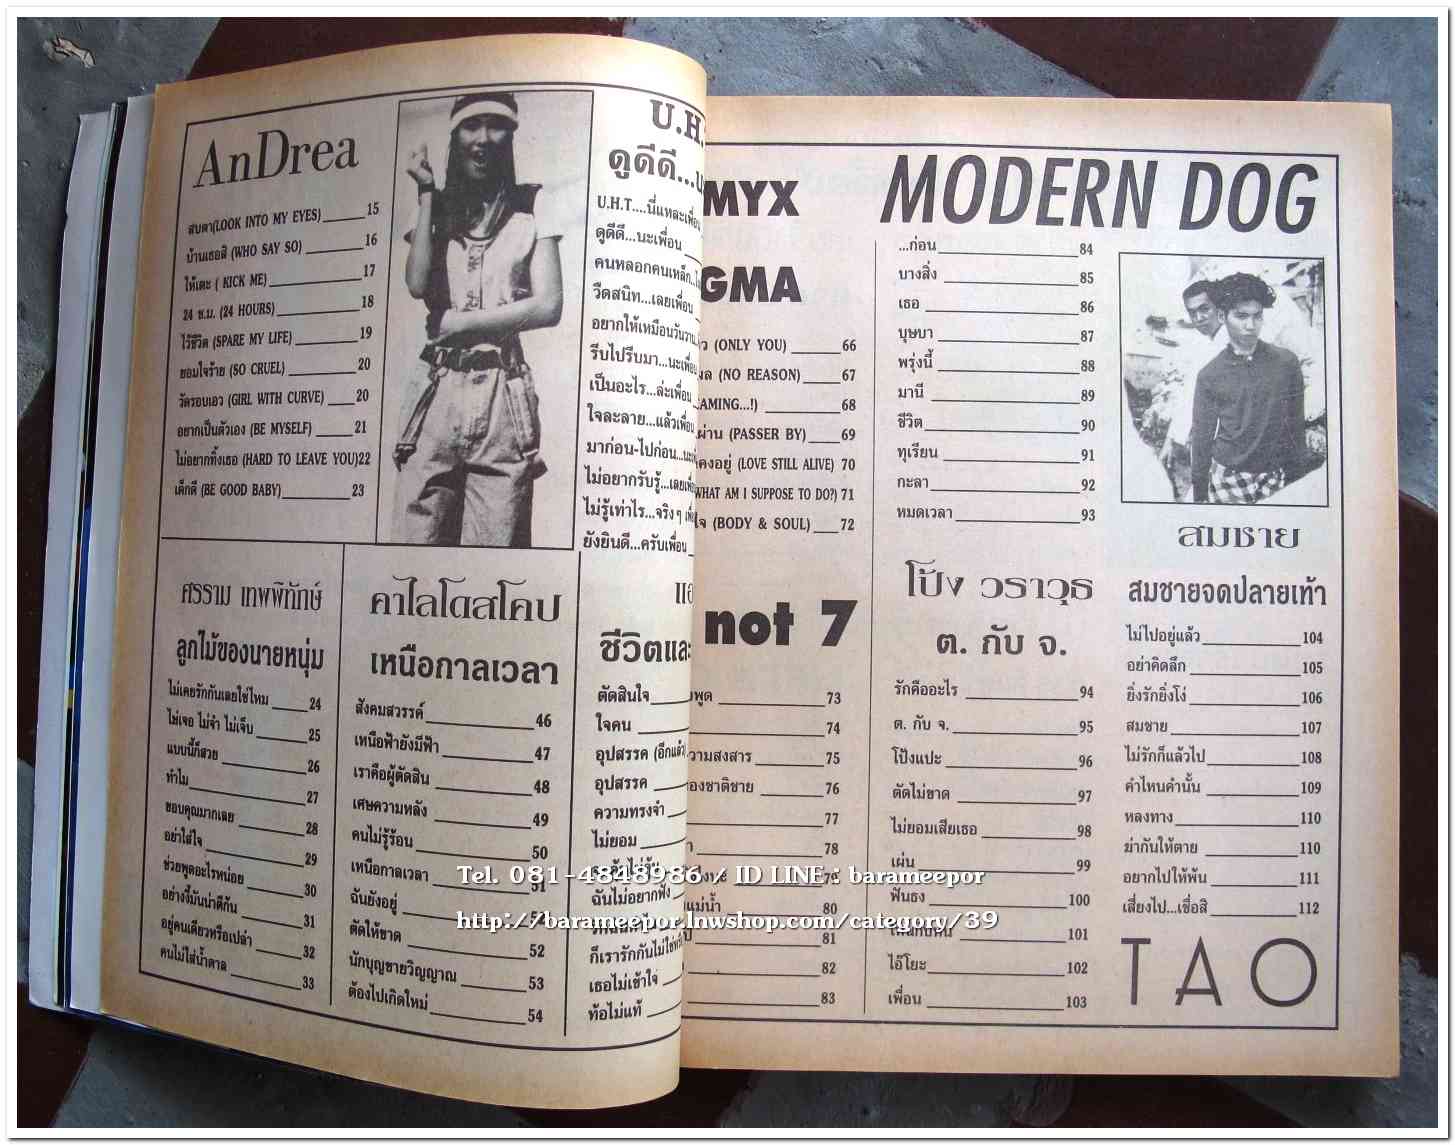 AnDrea
สบตา(LOOK INTO MY EYES) 15
บ้านเธอสิ (WHO SAY SO) 16
ให้เตะ ( KICK ME) 17
24 ช.ม. (24 HOURS) 18
ไว้ชีวิต (SPARE MY LIFE) 19
ยอมใจร้าย (SO CRUEL) 20
วัดรอบเอว (GIRL WITH CURVE) 20
อยากเป็นตัวเอง (BE MYSELF) 21
ไม่อยากทิ้งเธอ (HARD TO LEAVE YOU)22
เด็กดี (BE GOOD BABY) 23
U.H.
ดูดีดี...น
U.H.T....นี่แหละเพื่อน
ดูดีดี...นะเพื่อน
คนหลอกคนเหล็ก...
วืดสนิท...เลยเพื่อน
อยากให้เหมือนวันวาน..
รีบไปรีบมา...นะเพื่อน
เป็นอะไร...ล่ะเพื่อน
ใจละลาย...แล้วเพื่อน
มาก่อน-ไปก่อน...นะ
ไม่อยากรับรู้...เลยเพื่อ
ไม่รู้เท่าไร...จริงๆ เพื่
ยังยินดี...ครับเพื่อน
ศรราม เทพพิทักษ์
ลูกไม้ของนายหนุ่ม
ไม่เคยรักกันเลยใช่ไหม 24
ไม่เจอ ไม่จำ ไม่เจ็บ 25
แบบนี้ก็สวย 26
ทำไม 27
ขอบคุณมากเลย 28
อย่าใส่ใจ 29
ช่วยพูดอะไรหน่อย 30
อย่างงี้มันน่าตีกัน 31
อยู่คนเดียวหรือเปล่า 32
คนไม่ใส่น้ำตาล 33
คาไลโดสโคป
เหนือกาลเวลา
สังคมสวรรค์ 46
เหนือฟ้ายังมีฟ้า 47
เราคือผู้ตัดสิน 48
เศษความหลัง 49
คนไม่รู้ร้อน 50
เหนือกาลเวลา 51
ฉันยังอยู่
ตัดให้ขาด 52
นักบุญชายวิญญาณ 53
ต้องไปเกิดใหม่ 54
แอ
ชีวิตและ
ตัดสินใจ
ใจคน
อุปสรรค (อีกแล้ว)
อุปสรรค
ความทรงจำ
ไม่ยอม
ฉันไม่อยากฟัง
ก็เรารักกันไม่ใช่หรื
เธอไม่เข้าใจ
ท้อไม่แท้
MYX
GMA
ว (ONLY YOU) 66
ผล (NO REASON) 67
EAMING...!) 68
ผ่าน (PASSER BY) 69
คงอยู่ (LOVE STILL ALIVE) 70
WHAT AM I SUPPOSE TO DO?) 71
ใจ (BODY & SOUL) 72
not 7
พูด 73
74
วามสงสาร 75
องชาติชาย 76
77
78
79
แม่น้ำ 80
81
82
83
MODERN DOG
...ก่อน 84
บางสิ่ง 85
เธอ 86
บุษบา 87
พรุ่งนี้ 88
มานี 89
ชีวิต 90
ทุเรียน 91
กะลา 92
หมดเวลา 93
โป้ง วราวุธ
ต. กับ จ.
รักคืออะไร 94
ต. กับ จ. 95
โป้งแปะ 96
ตัดไม่ขาด 97
ไม่ยอมเสียเธอ 98
เผ่น 99
ฟันธง 100
101
ไอ้โยะ 102
เพื่อน 103
สมชาย
สมชายจดปลายเท้า
ไม่ไปอยู่แล้ว 104
อย่าคิดลึก 105
ยิ่งรักยิ่งโง่ 106
สมชาย 107
ไม่รักก็แล้วไป 108
คำไหนคำนั้น 109
หลงทาง 110
ฆ่ากันให้ตาย 110
อยากไปให้พ้น 111
เสี่ยงไป...เชื่อสิ 112
TAO
Tel. 081-4848986 / ID LINE : barameepor
http://barameepor.lnwshop.com/category/39